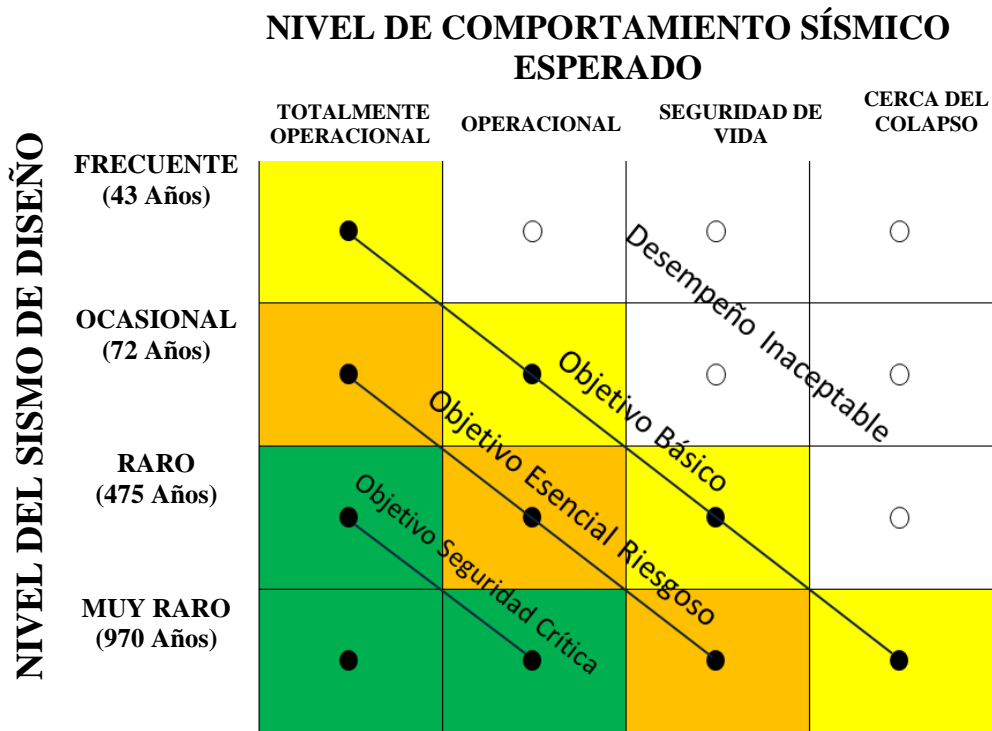 NIVEL DE COMPORTAMIENTO SÍSMICO
ESPERADO
TOTALMENTE
OPERACIONAL
OPERACIONAL
SEGURIDAD DE
VIDA
CERCA DEL
COLAPSO
NIVEL DEL SISMO DE DISEÑO
FRECUENTE
(43 Años)
OCASIONAL
(72 Años)
RARO
(475 Años)
MUY RARO
(970 Años)
Desempeño Inaceptable
Objetivo Básico
Objetivo Esencial Riesgoso
Objetivo Seguridad Crítica